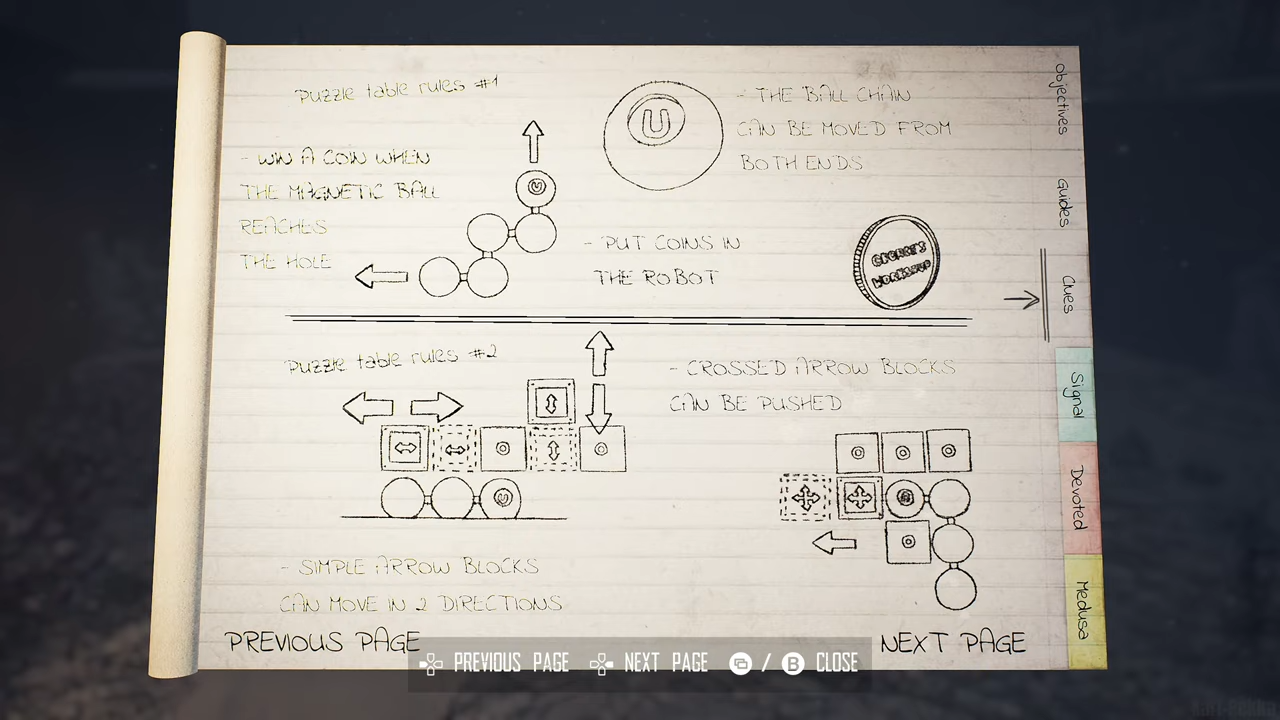 Puzzle table rules #1
- WIN A COIN WHEN
THE MAGNETIC BALL
REACHES
THE HOLE
U
- THE BALL CHAIN
CAN BE MOVED FROM
BOTH ENDS
U
- PUT COINS IN
THE ROBOT
WORKSHOP
Puzzle table rules #2
- CROSSED ARROW BLOCKS
CAN BE PUSHED
U
- SIMPLE ARROW BLOCKS
CAN MOVE IN 2 DIRECTIONS
PREVIOUS PAGE
NEXT PAGE
Objectives
Guides
Clues
Signal
Devoted
Medusa
PREVIOUS PAGE NEXT PAGE / B CLOSE